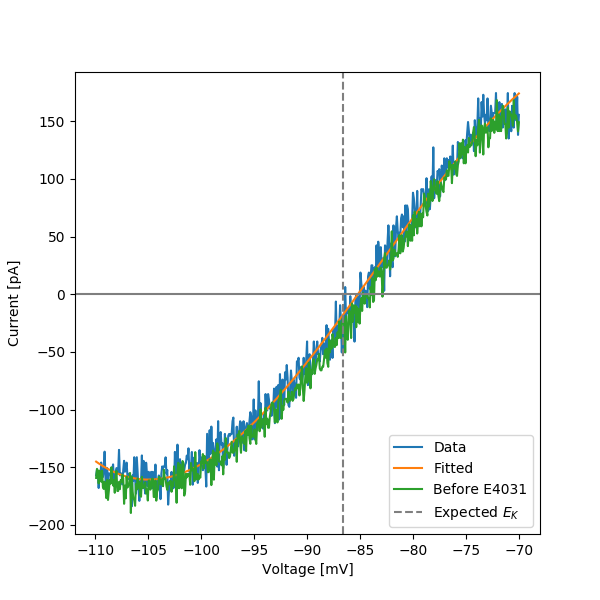 150
100
50
0
−50
−100
−150
−200
Current [pA]
Data
Fitted
Before E4031
Expected E_K
−110 −105 −100 −95 −90 −85 −80 −75 −70
Voltage [mV]